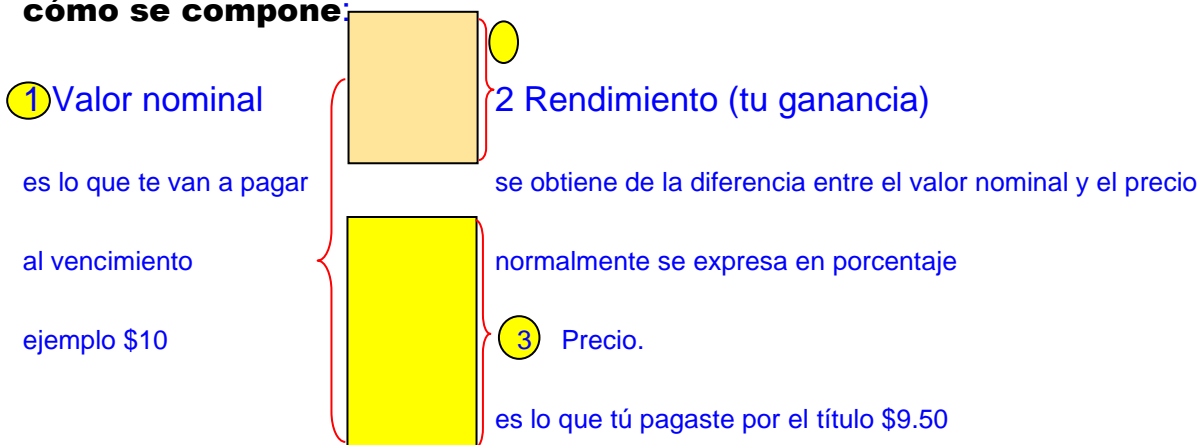 cómo se compone:
1 Valor nominal
2 Rendimiento (tu ganancia)
es lo que te van a pagar
se obtiene de la diferencia entre el valor nominal y el precio
al vencimiento
normalmente se expresa en porcentaje
ejemplo $10
3 Precio.
es lo que tú pagaste por el título $9.50